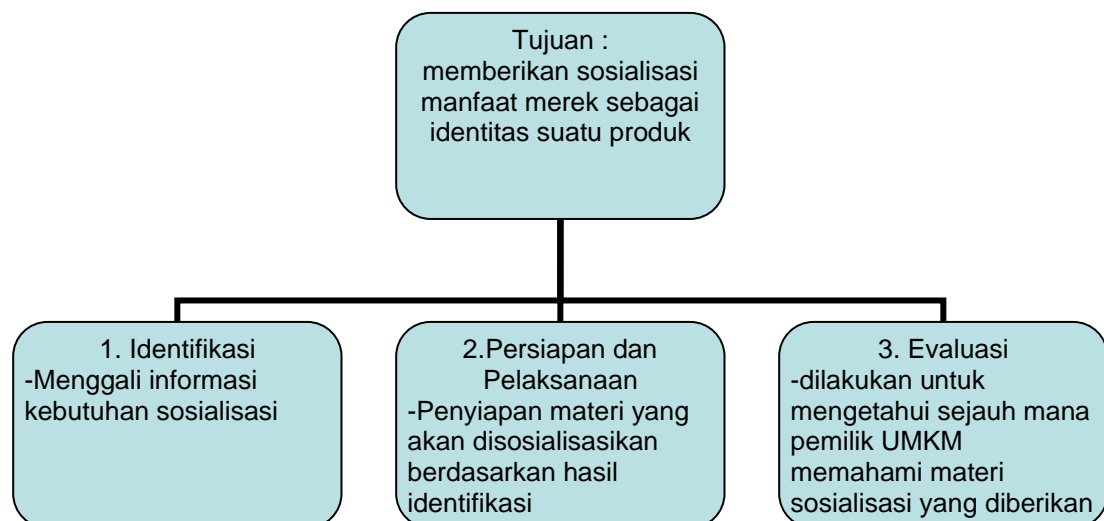 Tujuan :
memberikan sosialisasi
manfaat merek sebagai
identitas suatu produk
1. Identifikasi
-Menggali informasi
kebutuhan sosialisasi
2.Persiapan dan
Pelaksanaan
-Penyiapan materi yang
akan disosialisasikan
berdasarkan hasil
identifikasi
3. Evaluasi
-dilakukan untuk
mengetahui sejauh mana
pemilik UMKM
memahami materi
sosialisasi yang diberikan